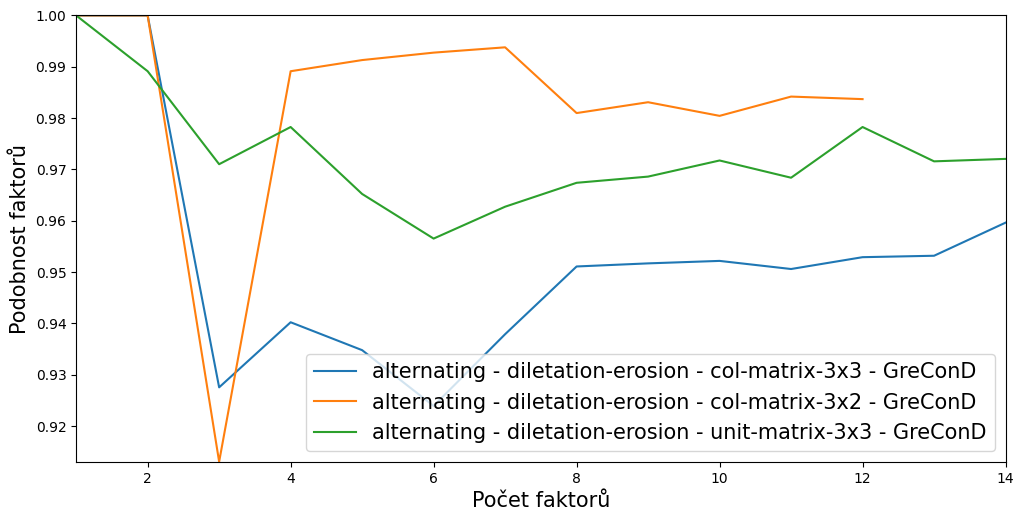 1.00
0.99
0.98
0.97
0.96
0.95
0.94
0.93
0.92
Podobnost faktorů
alternating - diletation-erosion - col-matrix-3x3 - GreConD
alternating - diletation-erosion - col-matrix-3x2 - GreConD
alternating - diletation-erosion - unit-matrix-3x3 - GreConD
2 4 6 8 10 12 14
Počet faktorů